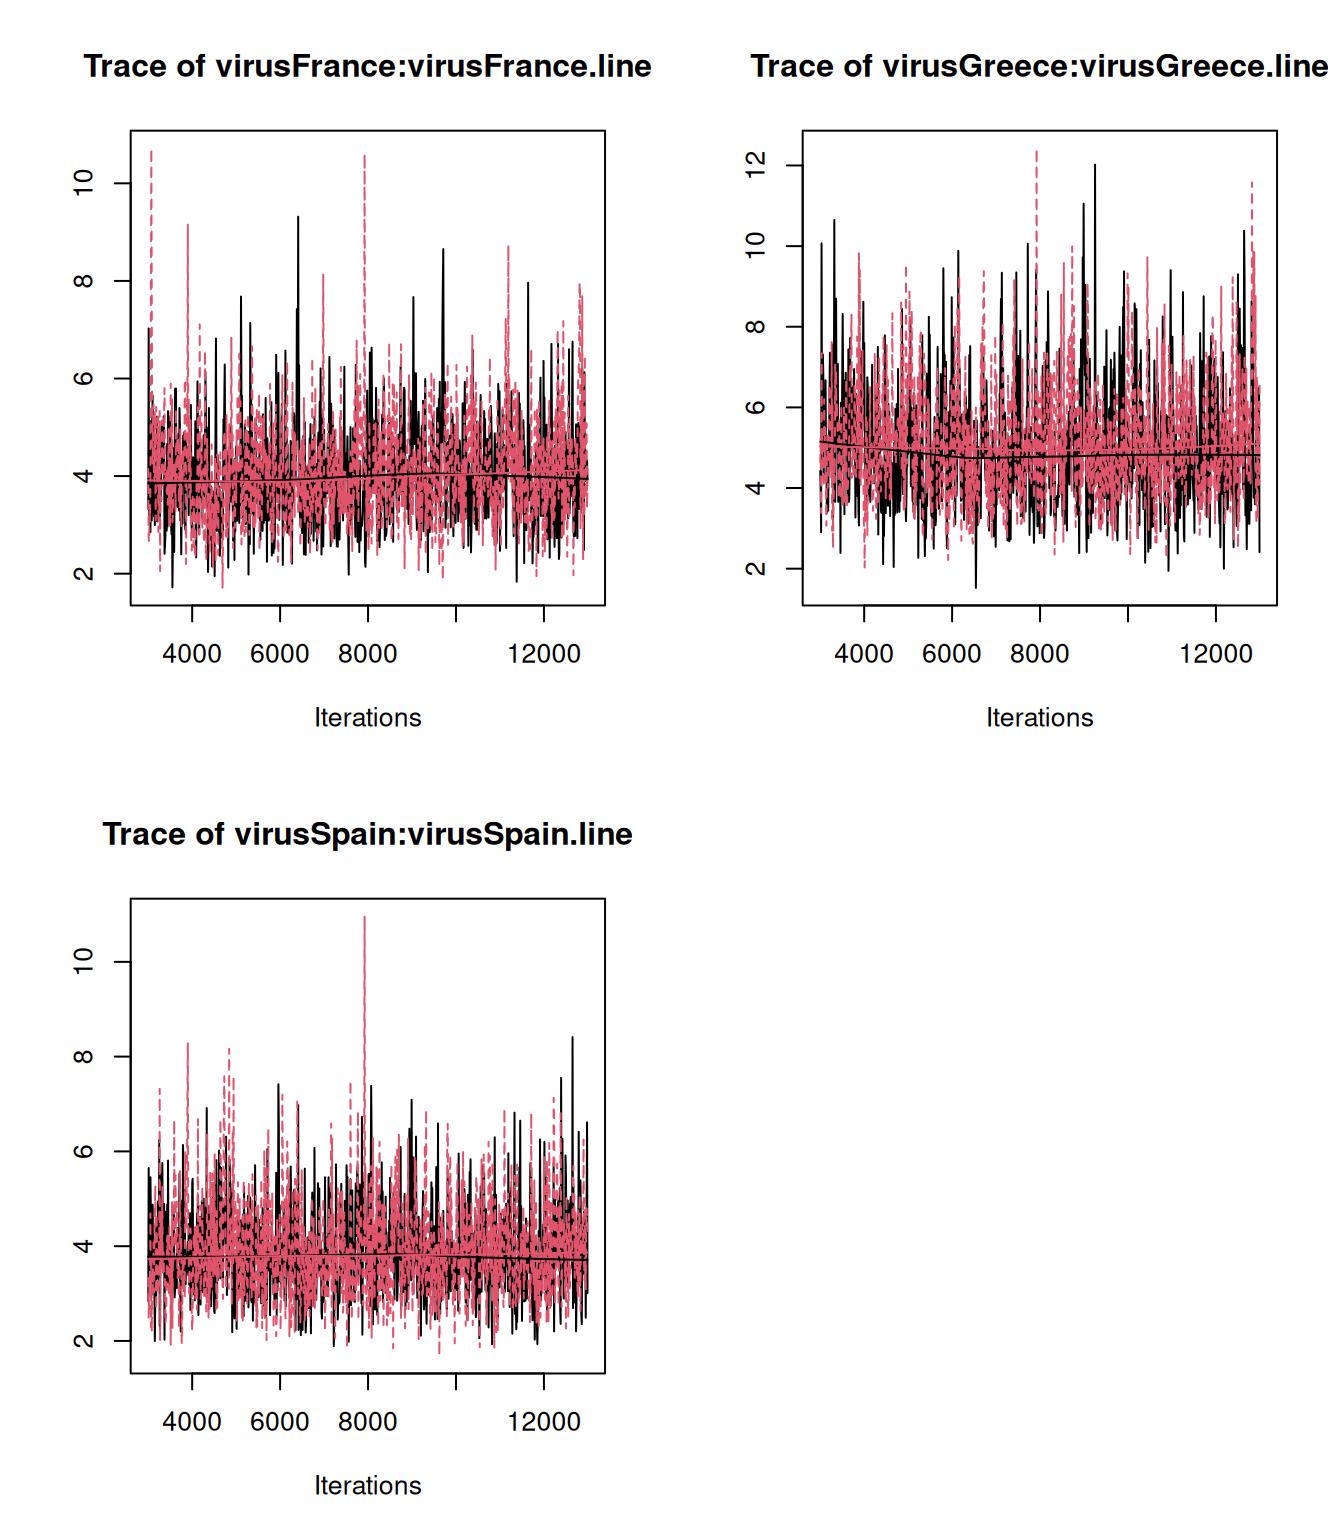 Trace of virusFrance:virusFrance.line
10
8
6
4
2
4000 6000 8000 12000
Iterations
Trace of virusGreece:virusGreece.line
12
10
8
6
4
2
4000 6000 8000 12000
Iterations
Trace of virusSpain:virusSpain.line
10
8
6
4
2
4000 6000 8000 12000
Iterations